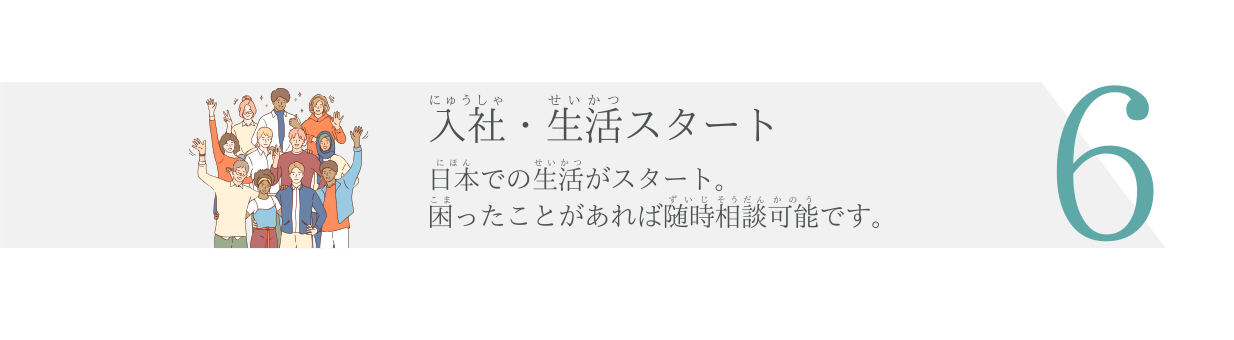 にゅうしゃ せいかつ
入社・生活スタート
にほん せいかつ
日本での生活がスタート。
こま ずいじそうだんかのう
困ったことがあれば随時相談可能です。
6